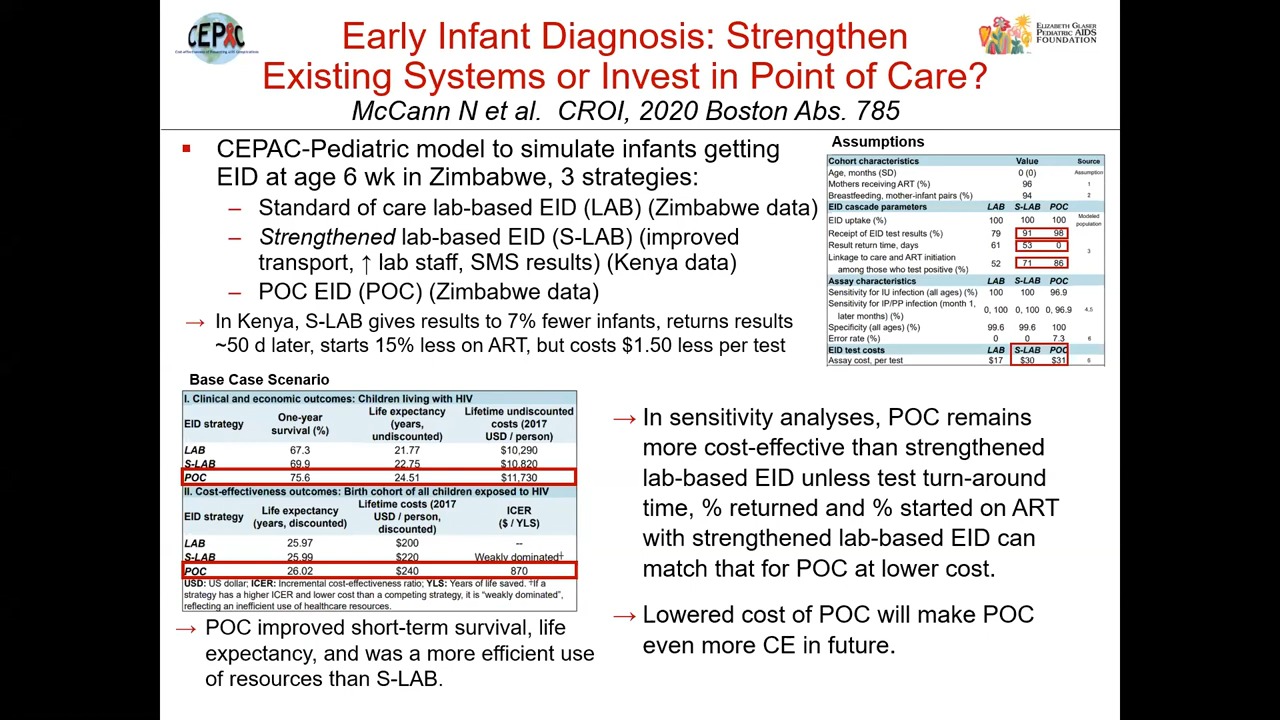 CEPAC
Cost-effectiveness of Preventing AIDS Complications
Early Infant Diagnosis: Strengthen
Existing Systems or Invest in Point of Care?
McCann N et al. CROI, 2020 Boston Abs. 785
ELIZABETH GLASER
PEDIATRIC AIDS
FOUNDATION
▪ CEPAC-Pediatric model to simulate infants getting
EID at age 6 wk in Zimbabwe, 3 strategies:
– Standard of care lab-based EID (LAB) (Zimbabwe data)
– Strengthened lab-based EID (S-LAB) (improved
transport, ↑ lab staff, SMS results) (Kenya data)
– POC EID (POC) (Zimbabwe data)
→ In Kenya, S-LAB gives results to 7% fewer infants, returns results
~50 d later, starts 15% less on ART, but costs $1.50 less per test
Assumptions
Cohort characteristics Value Source
Age, months (SD) 0 (0) Assumption
Mothers receiving ART (%) 96 1
Breastfeeding, mother-infant pairs (%) 94 2
EID cascade parameters LAB S-LAB POC
EID uptake (%) 100 100 100 Modeled population
Receipt of EID test results (%) 79 91 98
Result return time, days 61 53 0 3
Linkage to care and ART initiation
among those who test positive (%) 52 71 86
Assay characteristics LAB S-LAB POC
Sensitivity for IU infection (all ages) (%) 100 100 96.9
Sensitivity for IP/PP infection (month 1,
later months) (%) 0, 100 0, 100 0, 96.9 4,5
Specificity (all ages) (%) 99.6 99.6 100
Error rate (%) 0 0 7.3 6
EID test costs LAB S-LAB POC
Assay cost, per test $17 $30 $31 6
Base Case Scenario
I. Clinical and economic outcomes: Children living with HIV
EID strategy One-year survival (%) Life expectancy (years, undiscounted) Lifetime undiscounted costs (2017 USD / person)
LAB 67.3 21.77 $10,290
S-LAB 69.9 22.75 $10,820
POC 75.6 24.51 $11,730
II. Cost-effectiveness outcomes: Birth cohort of all children exposed to HIV
EID strategy Life expectancy (years, discounted) Lifetime costs (2017 USD / person, discounted) ICER ($ / YLS)
LAB 25.97 $200 --
S-LAB 25.99 $220 Weakly dominated†
POC 26.02 $240 870
USD: US dollar; ICER: Incremental cost-effectiveness ratio; YLS: Years of life saved. †If a
strategy has a higher ICER and lower cost than a competing strategy, it is “weakly dominated”,
reflecting an inefficient use of healthcare resources.
→ POC improved short-term survival, life
expectancy, and was a more efficient use
of resources than S-LAB.
→ In sensitivity analyses, POC remains
more cost-effective than strengthened
lab-based EID unless test turn-around
time, % returned and % started on ART
with strengthened lab-based EID can
match that for POC at lower cost.
→ Lowered cost of POC will make POC
even more CE in future.